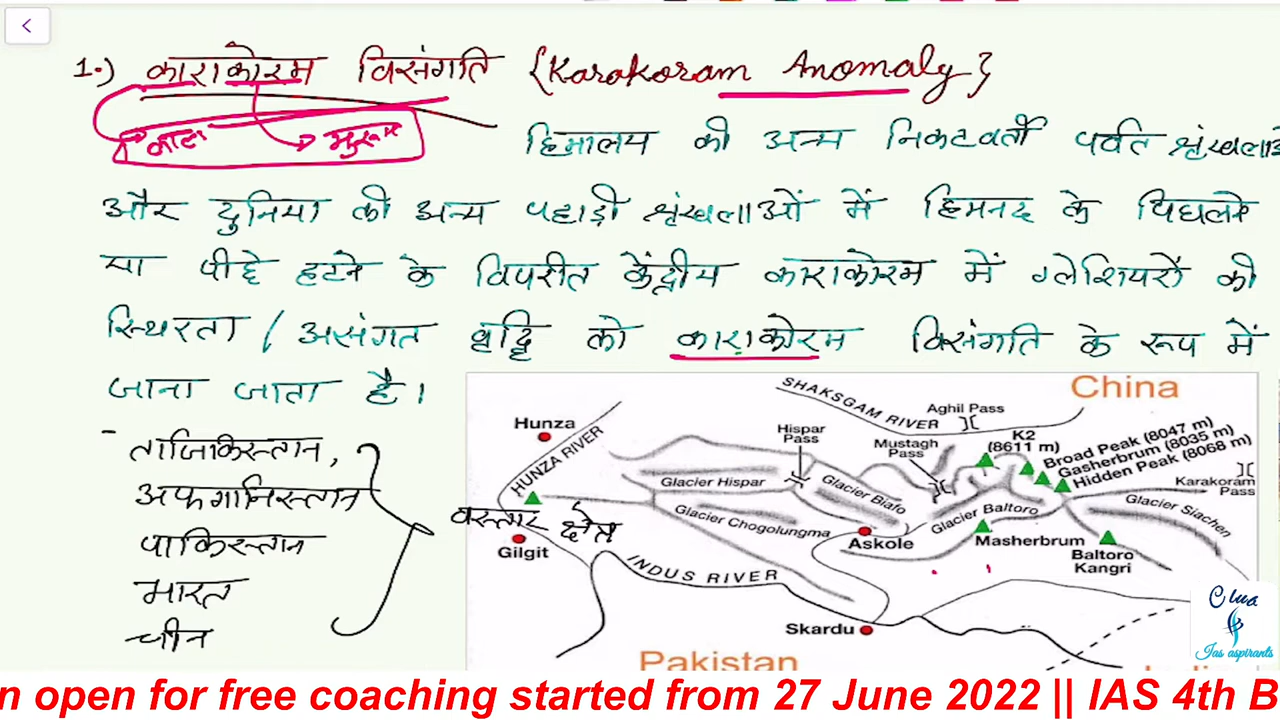 1.) काराकोरम विसंगति {Karakoram Anomaly}
काला
हिमालय की अन्य निकटवर्ती पर्वत श्रृंखलाओ
और दुनिया की अन्य पहाड़ी श्रृंखलाओं में हिमनद के पिघलने
या पीछे हटने के विपरीत केंद्रीय काराकोरम में ग्लेशियरों की
स्थिरता / असंगत वृद्धि को काराकोरम विसंगति के रूप में
जाना जाता है।
- ताजिकिस्तान,
अफगानिस्तान
पाकिस्तान
भारत
चीन
क्षेत्र
China
SHAKSGAM RIVER
Aghil Pass
Hunza
HUNZA RIVER
Hispar Pass
Mustagh Pass
K2 (8611 m)
Broad Peak (8047 m)
Gasherbrum (8035 m)
Hidden Peak (8068 m)
Karakoram Pass
Glacier Hispar
Glacier Biafo
Glacier Baltoro
Glacier Siachen
Glacier Chogolungma
Gilgit
Askole
Masherbrum
Baltoro Kangri
INDUS RIVER
Skardu
Pakistan
Clua
Ias aspirants
n open for free coaching started from 27 June 2022 || IAS 4th B